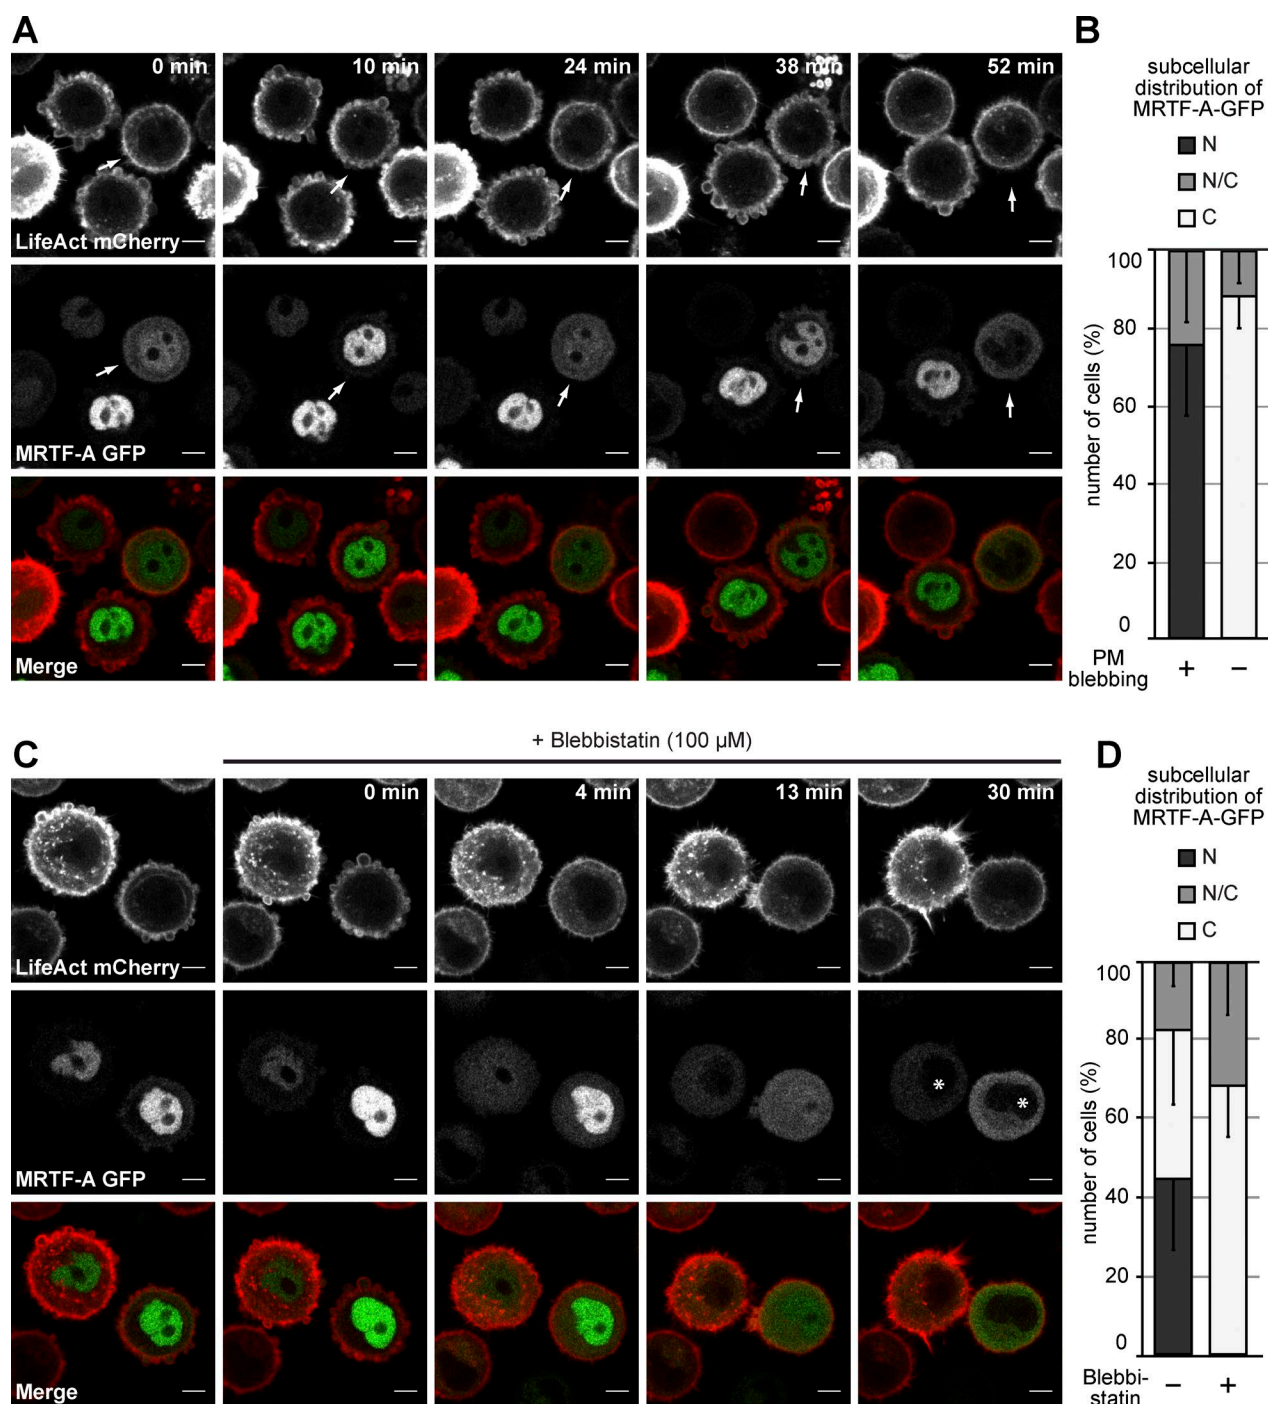 A
0 min
10 min
24 min
38 min
52 min
LifeAct mCherry
MRTF-A GFP
Merge
B
subcellular
distribution of
MRTF-A-GFP
N
N/C
C
number of cells (%)
100
80
60
40
20
0
PM
blebbing
+
−
C
+ Blebbistatin (100 µM)
0 min
4 min
13 min
30 min
LifeAct mCherry
MRTF-A GFP
*
*
Merge
D
subcellular
distribution of
MRTF-A-GFP
N
N/C
C
number of cells (%)
100
80
60
40
20
0
Blebbi-
statin
−
+